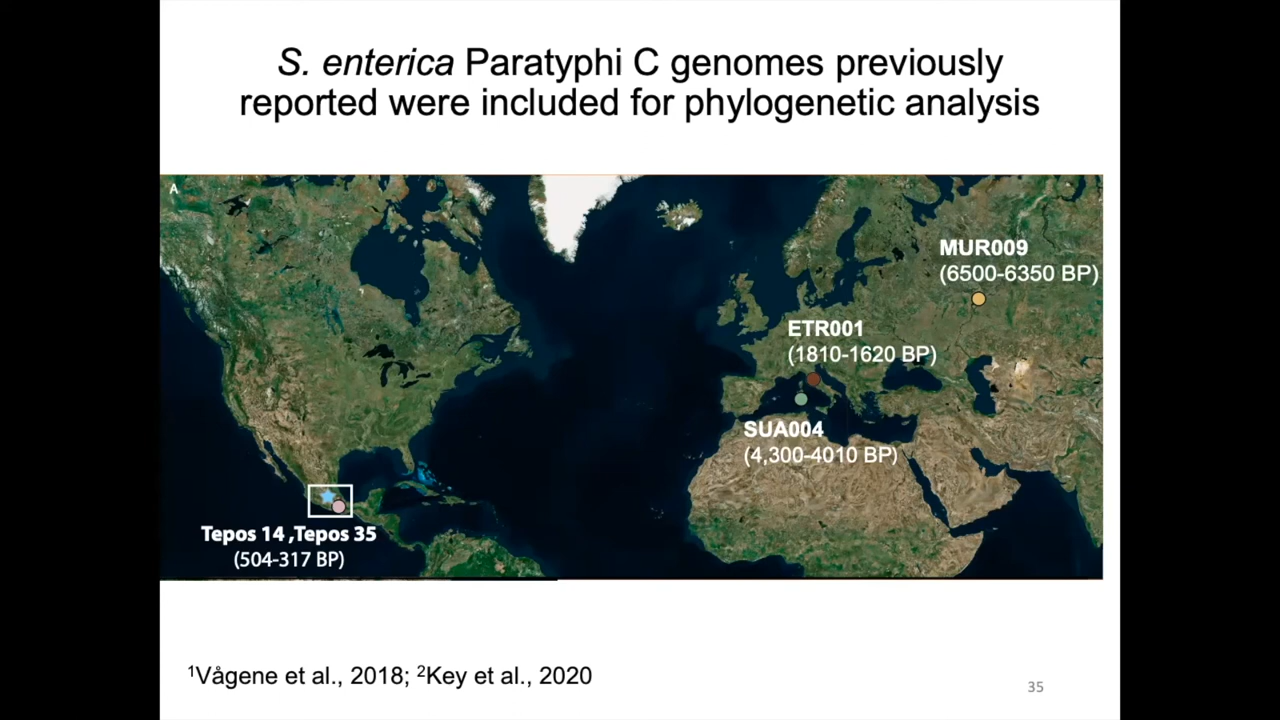 S. enterica Paratyphi C genomes previously
reported were included for phylogenetic analysis
A
MUR009
(6500-6350 BP)
ETR001
(1810-1620 BP)
SUA004
(4,300-4010 BP)
Tepos 14 ,Tepos 35
(504-317 BP)
¹Vågene et al., 2018; ²Key et al., 2020
35